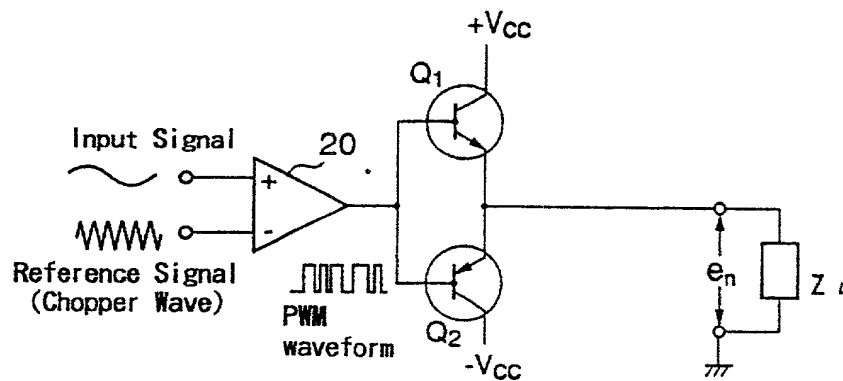 +VCC
Q1
Input Signal
20
+
-
Reference Signal
(Chopper Wave)
PWM
waveform
Q2
-VCC
en
Z